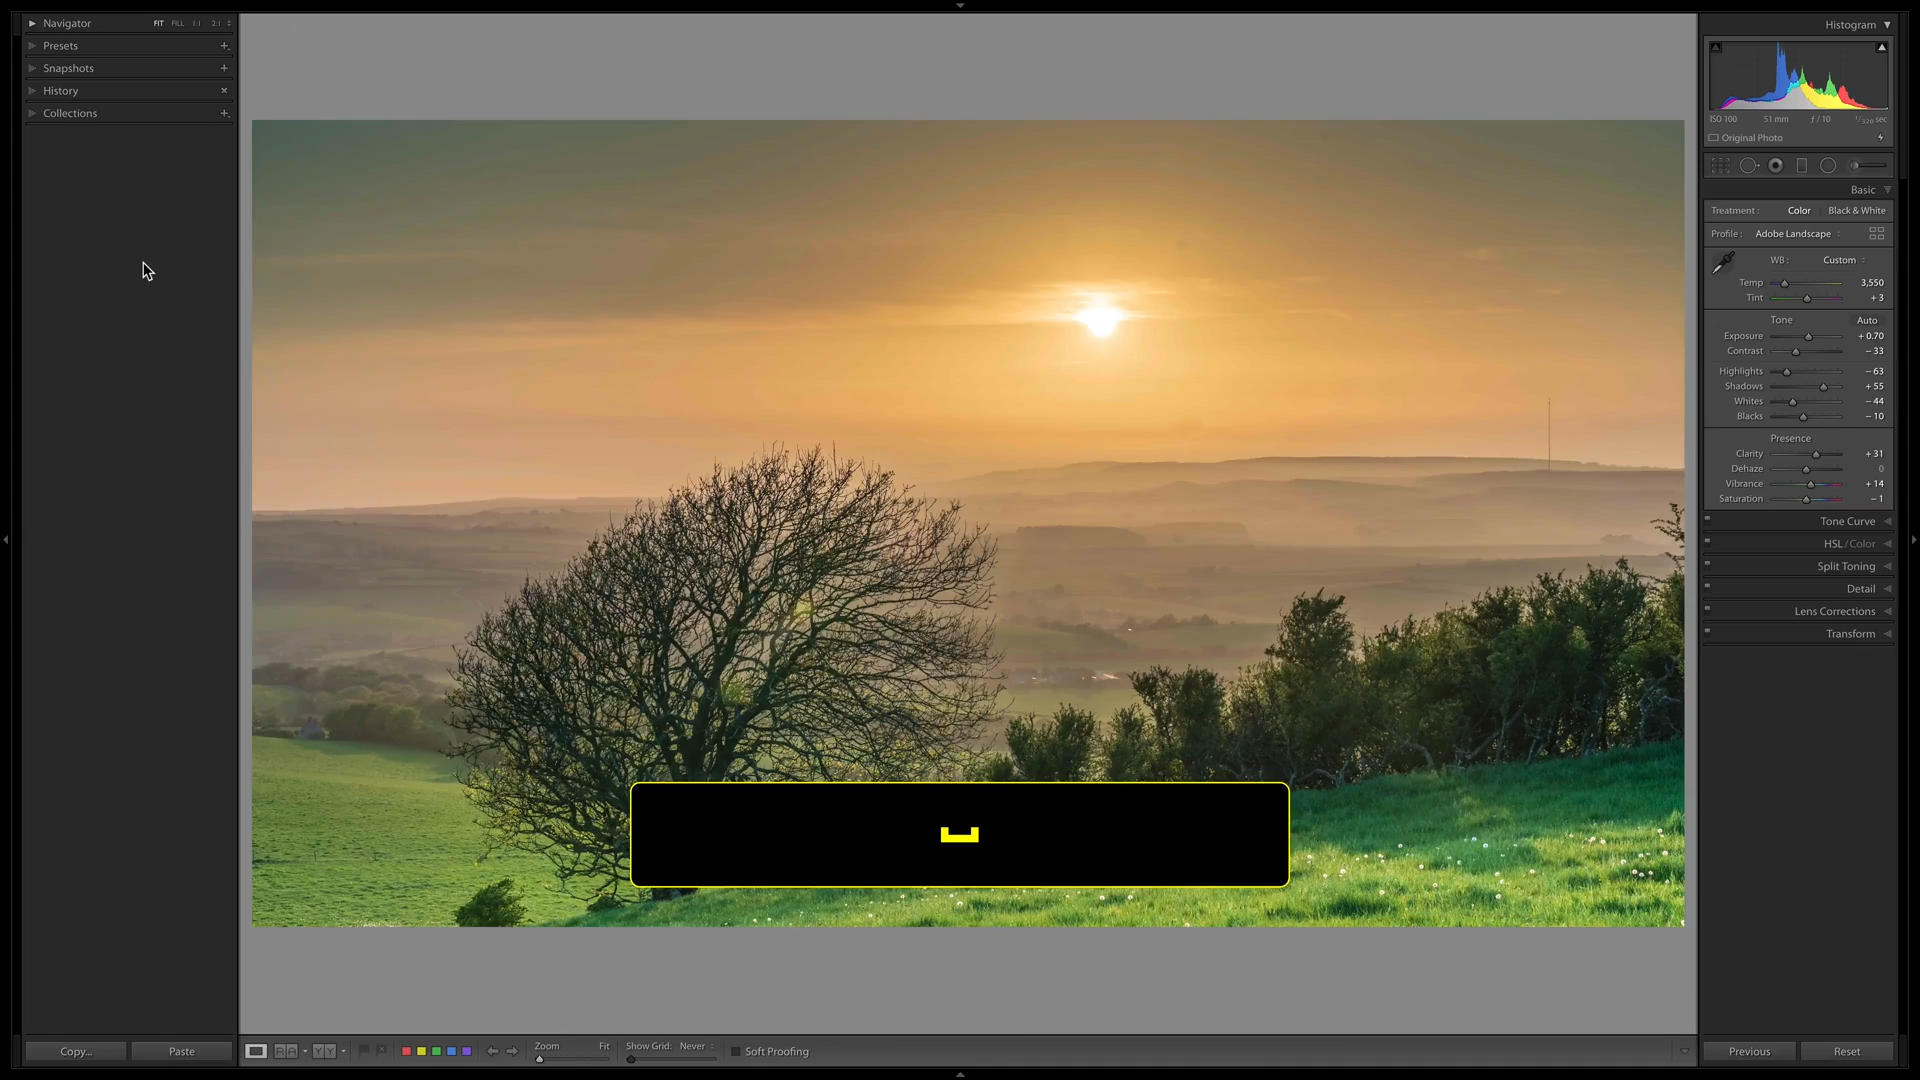 Navigator FIT FILL 1:1 2:1
Presets
Snapshots
History
Collections
Copy... Paste
Zoom Fit Show Grid: Never Soft Proofing
Histogram
ISO 100 51 mm ƒ / 10 1/320 sec
Original Photo
Basic
Treatment : Color Black & White
Profile : Adobe Landscape
WB : Custom
Temp 3,550
Tint + 3
Tone Auto
Exposure + 0.70
Contrast – 33
Highlights – 63
Shadows + 55
Whites – 44
Blacks – 10
Presence
Clarity + 31
Dehaze 0
Vibrance + 14
Saturation – 1
Tone Curve
HSL / Color
Split Toning
Detail
Lens Corrections
Transform
Previous Reset